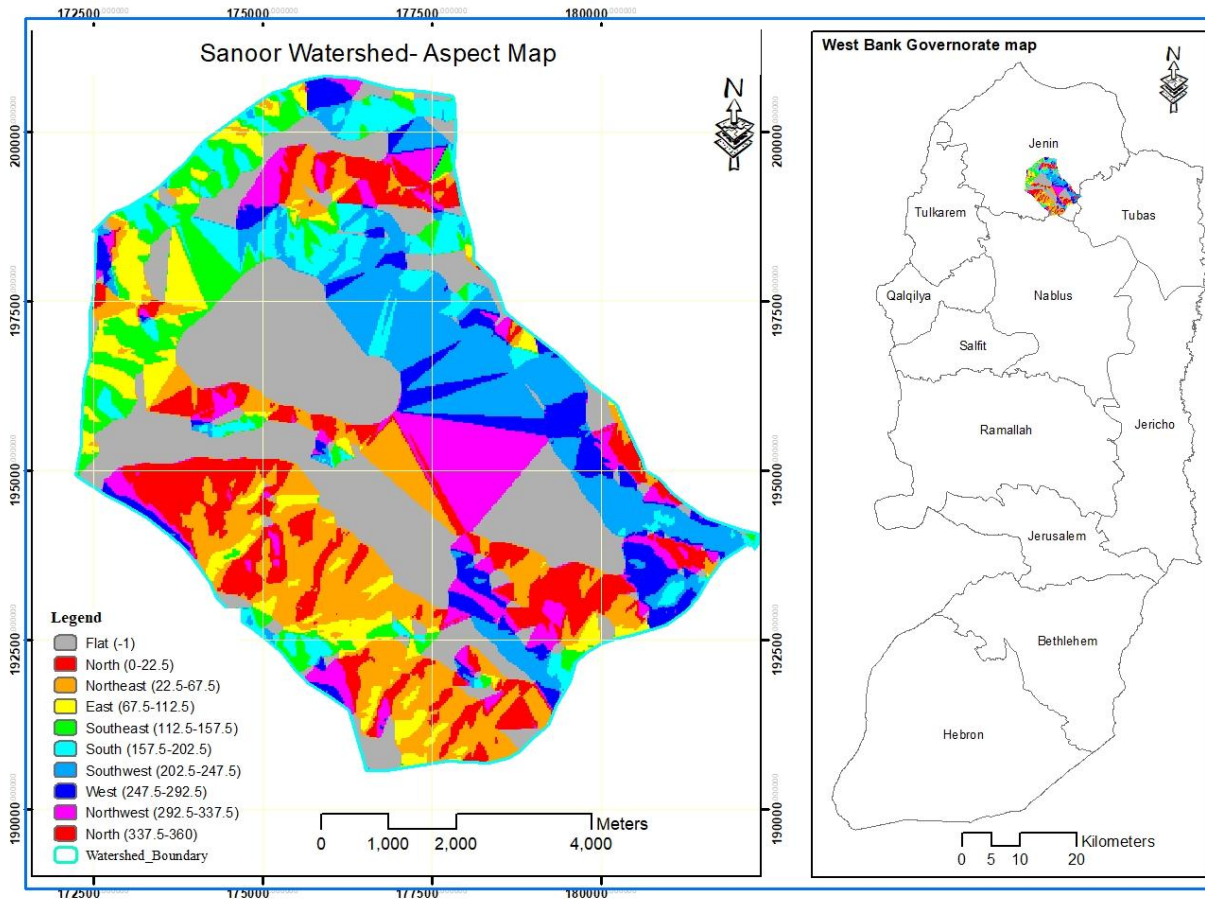 172500
175000
177500
180000
Sanoor Watershed- Aspect Map
N
200000
197500
195000
192500
190000
200000
197500
195000
192500
190000
Legend
Flat (-1)
North (0-22.5)
Northeast (22.5-67.5)
East (67.5-112.5)
Southeast (112.5-157.5)
South (157.5-202.5)
Southwest (202.5-247.5)
West (247.5-292.5)
Northwest (292.5-337.5)
North (337.5-360)
Watershed_Boundary
Meters
0 1,000 2,000 4,000
172500
175000
177500
180000
West Bank Governorate map
N
Jenin
Tulkarem
Tubas
Qalqilya
Nablus
Salfit
Jericho
Ramallah
Jerusalem
Bethlehem
Hebron
Kilometers
0 5 10 20